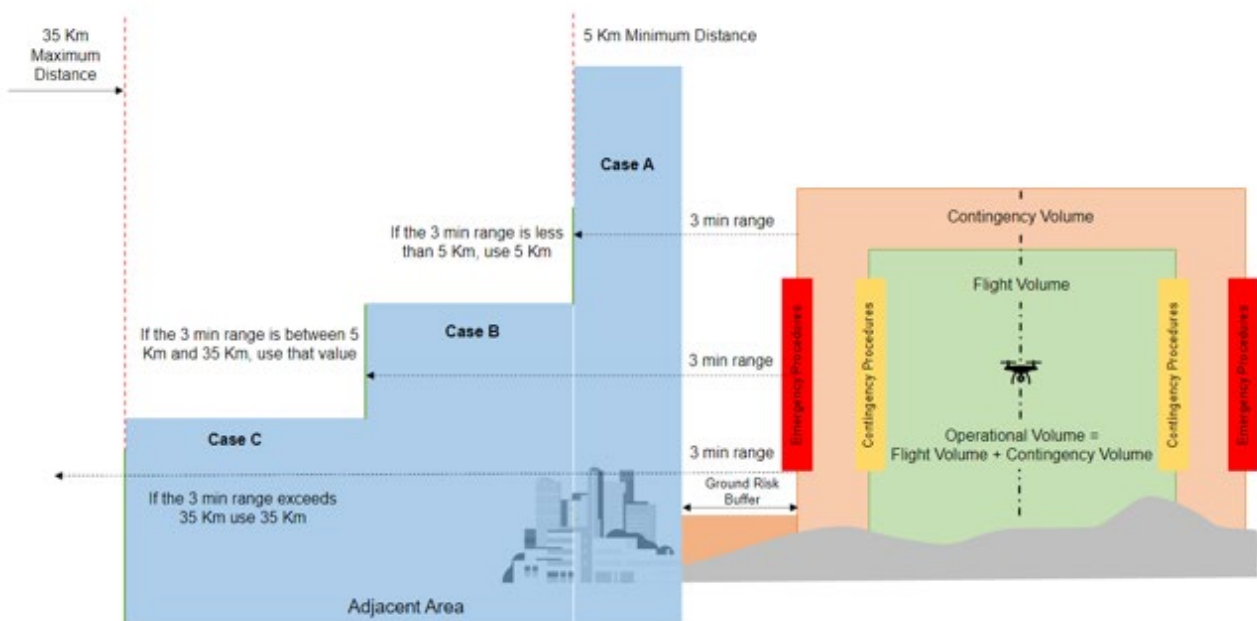 35 Km
Maximum
Distance
5 Km Minimum Distance
Case A
3 min range
Contingency Volume
If the 3 min range is less
than 5 Km, use 5 Km
Flight Volume
Case B
If the 3 min range is between 5
Km and 35 Km, use that value
3 min range
Emergency Procedures
Contingency Procedures
Contingency Procedures
Emergency Procedures
Case C
Operational Volume =
Flight Volume + Contingency Volume
3 min range
Ground Risk
Buffer
If the 3 min range exceeds
35 Km use 35 Km
Adjacent Area